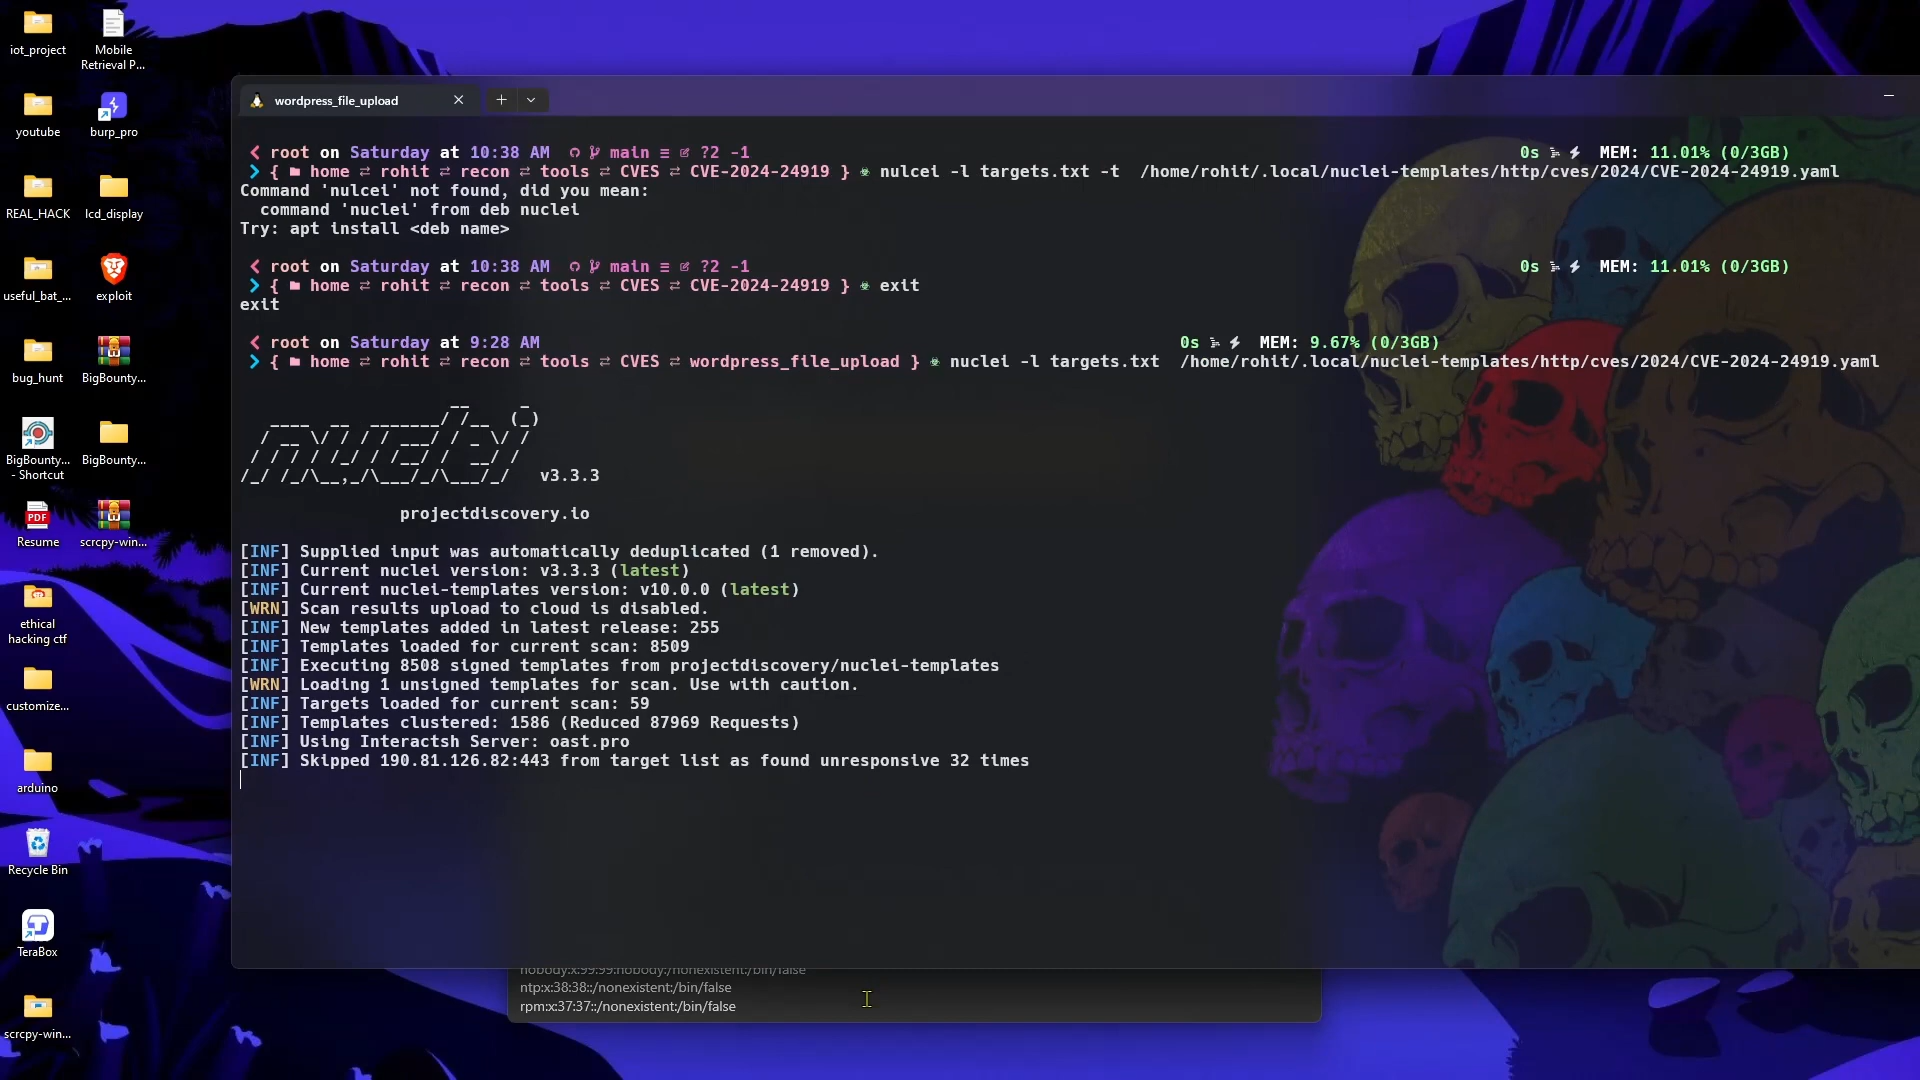 iot_project
Mobile
Retrieval P...
youtube
burp_pro
REAL_HACK
lcd_display
useful_bat_...
exploit
bug_hunt
BigBounty...
BigBounty...
- Shortcut
BigBounty...
PDF
Resume
scrcpy-win...
ethical
hacking ctf
customize...
arduino
Recycle Bin
TeraBox
scrcpy-win...
wordpress_file_upload
root on Saturday at 10:38 AM main ≡ ?2 -1 0s MEM: 11.01% (0/3GB)
{ home ⇄ rohit ⇄ recon ⇄ tools ⇄ CVES ⇄ CVE-2024-24919 } nulcei -l targets.txt -t /home/rohit/.local/nuclei-templates/http/cves/2024/CVE-2024-24919.yaml
Command 'nulcei' not found, did you mean:
command 'nuclei' from deb nuclei
Try: apt install <deb name>
root on Saturday at 10:38 AM main ≡ ?2 -1 0s MEM: 11.01% (0/3GB)
{ home ⇄ rohit ⇄ recon ⇄ tools ⇄ CVES ⇄ CVE-2024-24919 } exit
exit
root on Saturday at 9:28 AM 0s MEM: 9.67% (0/3GB)
{ home ⇄ rohit ⇄ recon ⇄ tools ⇄ CVES ⇄ wordpress_file_upload } nuclei -l targets.txt /home/rohit/.local/nuclei-templates/http/cves/2024/CVE-2024-24919.yaml
nuclei
v3.3.3
projectdiscovery.io
[INF] Supplied input was automatically deduplicated (1 removed).
[INF] Current nuclei version: v3.3.3 (latest)
[INF] Current nuclei-templates version: v10.0.0 (latest)
[WRN] Scan results upload to cloud is disabled.
[INF] New templates added in latest release: 255
[INF] Templates loaded for current scan: 8509
[INF] Executing 8508 signed templates from projectdiscovery/nuclei-templates
[WRN] Loading 1 unsigned templates for scan. Use with caution.
[INF] Targets loaded for current scan: 59
[INF] Templates clustered: 1586 (Reduced 87969 Requests)
[INF] Using Interactsh Server: oast.pro
[INF] Skipped 190.81.126.82:443 from target list as found unresponsive 32 times
nobody:x:99:99:nobody:/nonexistent:/bin/false
ntp:x:38:38::/nonexistent:/bin/false
rpm:x:37:37::/nonexistent:/bin/false